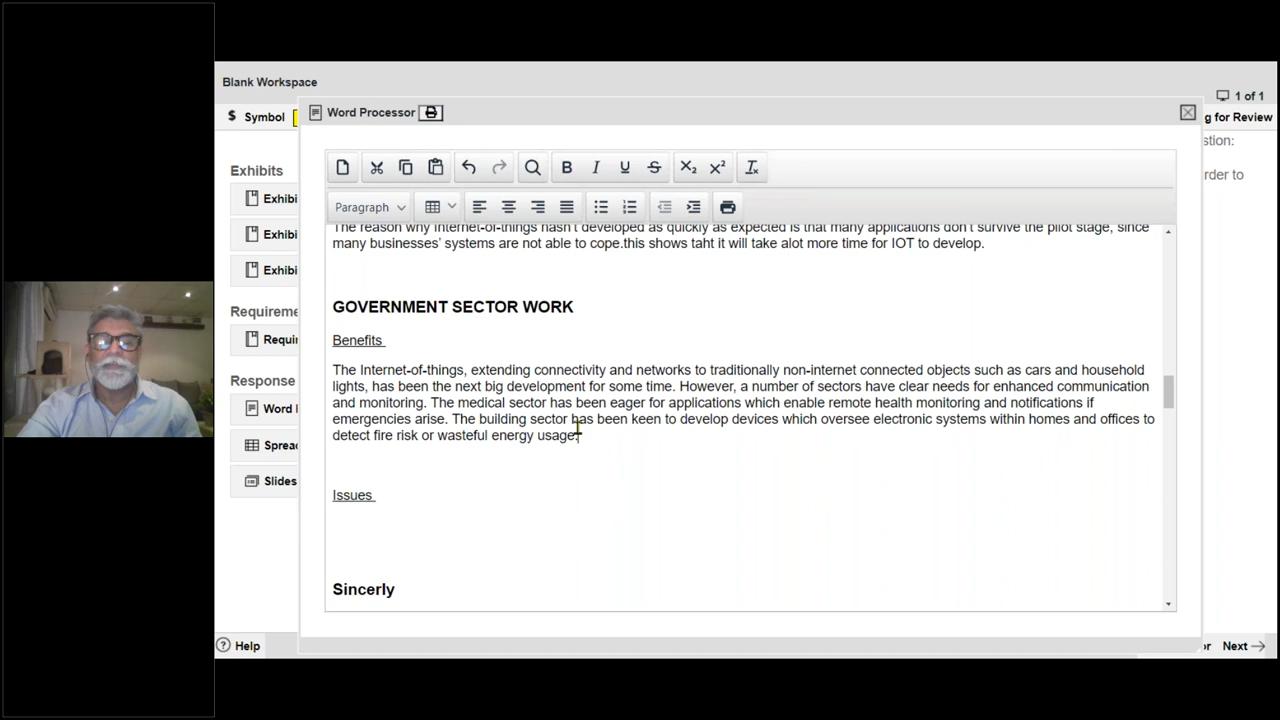 Blank Workspace
1 of 1
$ Symbol
g for Review
Word Processor
stion:
rder to
Exhibits
Exhibi
Exhibi
Exhibi
Requireme
Requir
Response
Word
Sprea
Slides
Paragraph
The reason why Internet-of-things hasn't developed as quickly as expected is that many applications don't survive the pilot stage, since
many businesses' systems are not able to cope.this shows taht it will take alot more time for IOT to develop.
GOVERNMENT SECTOR WORK
Benefits
The Internet-of-things, extending connectivity and networks to traditionally non-internet connected objects such as cars and household
lights, has been the next big development for some time. However, a number of sectors have clear needs for enhanced communication
and monitoring. The medical sector has been eager for applications which enable remote health monitoring and notifications if
emergencies arise. The building sector has been keen to develop devices which oversee electronic systems within homes and offices to
detect fire risk or wasteful energy usage.
Issues
Sincerly
Help
or Next